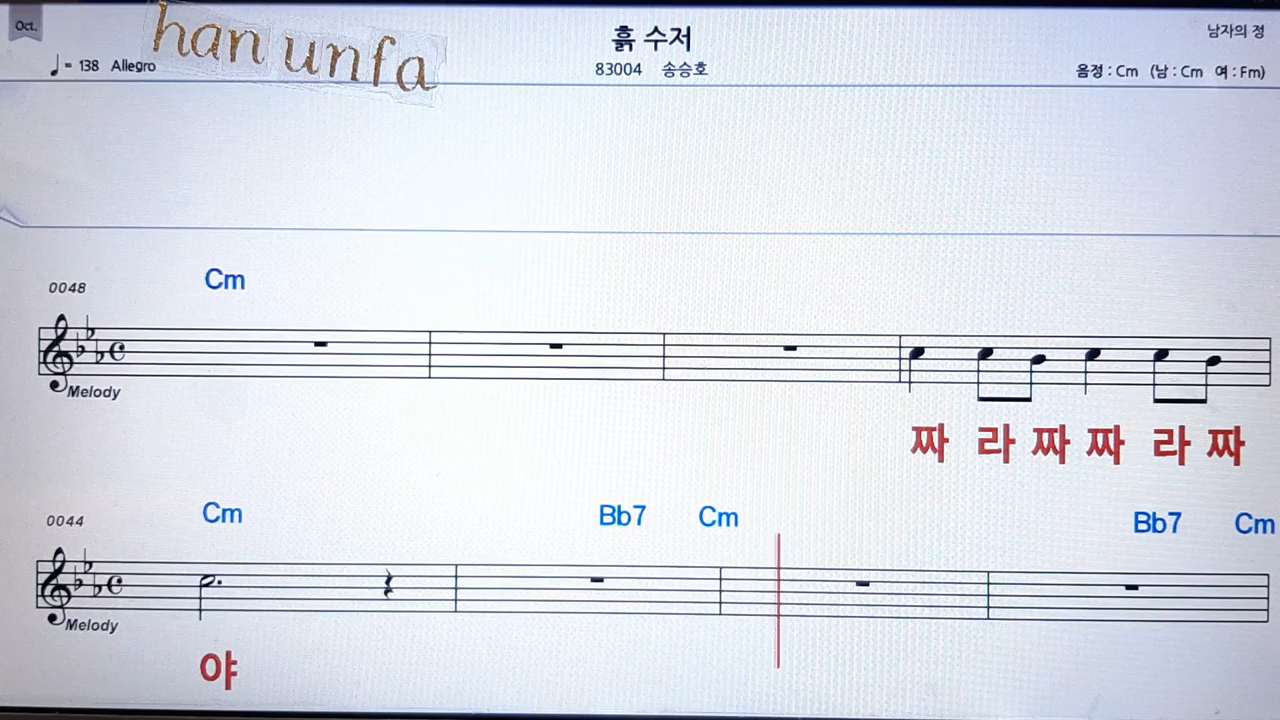 Oct.
han unfa
흙 수저
남자의 정
♩ = 138 Allegro
83004 송승호
음정 : Cm (남 : Cm 여 : Fm)
Cm
0048
Melody
짜 라 짜 짜 라 짜
Cm Bb7 Cm Bb7 Cm
0044
Melody
야